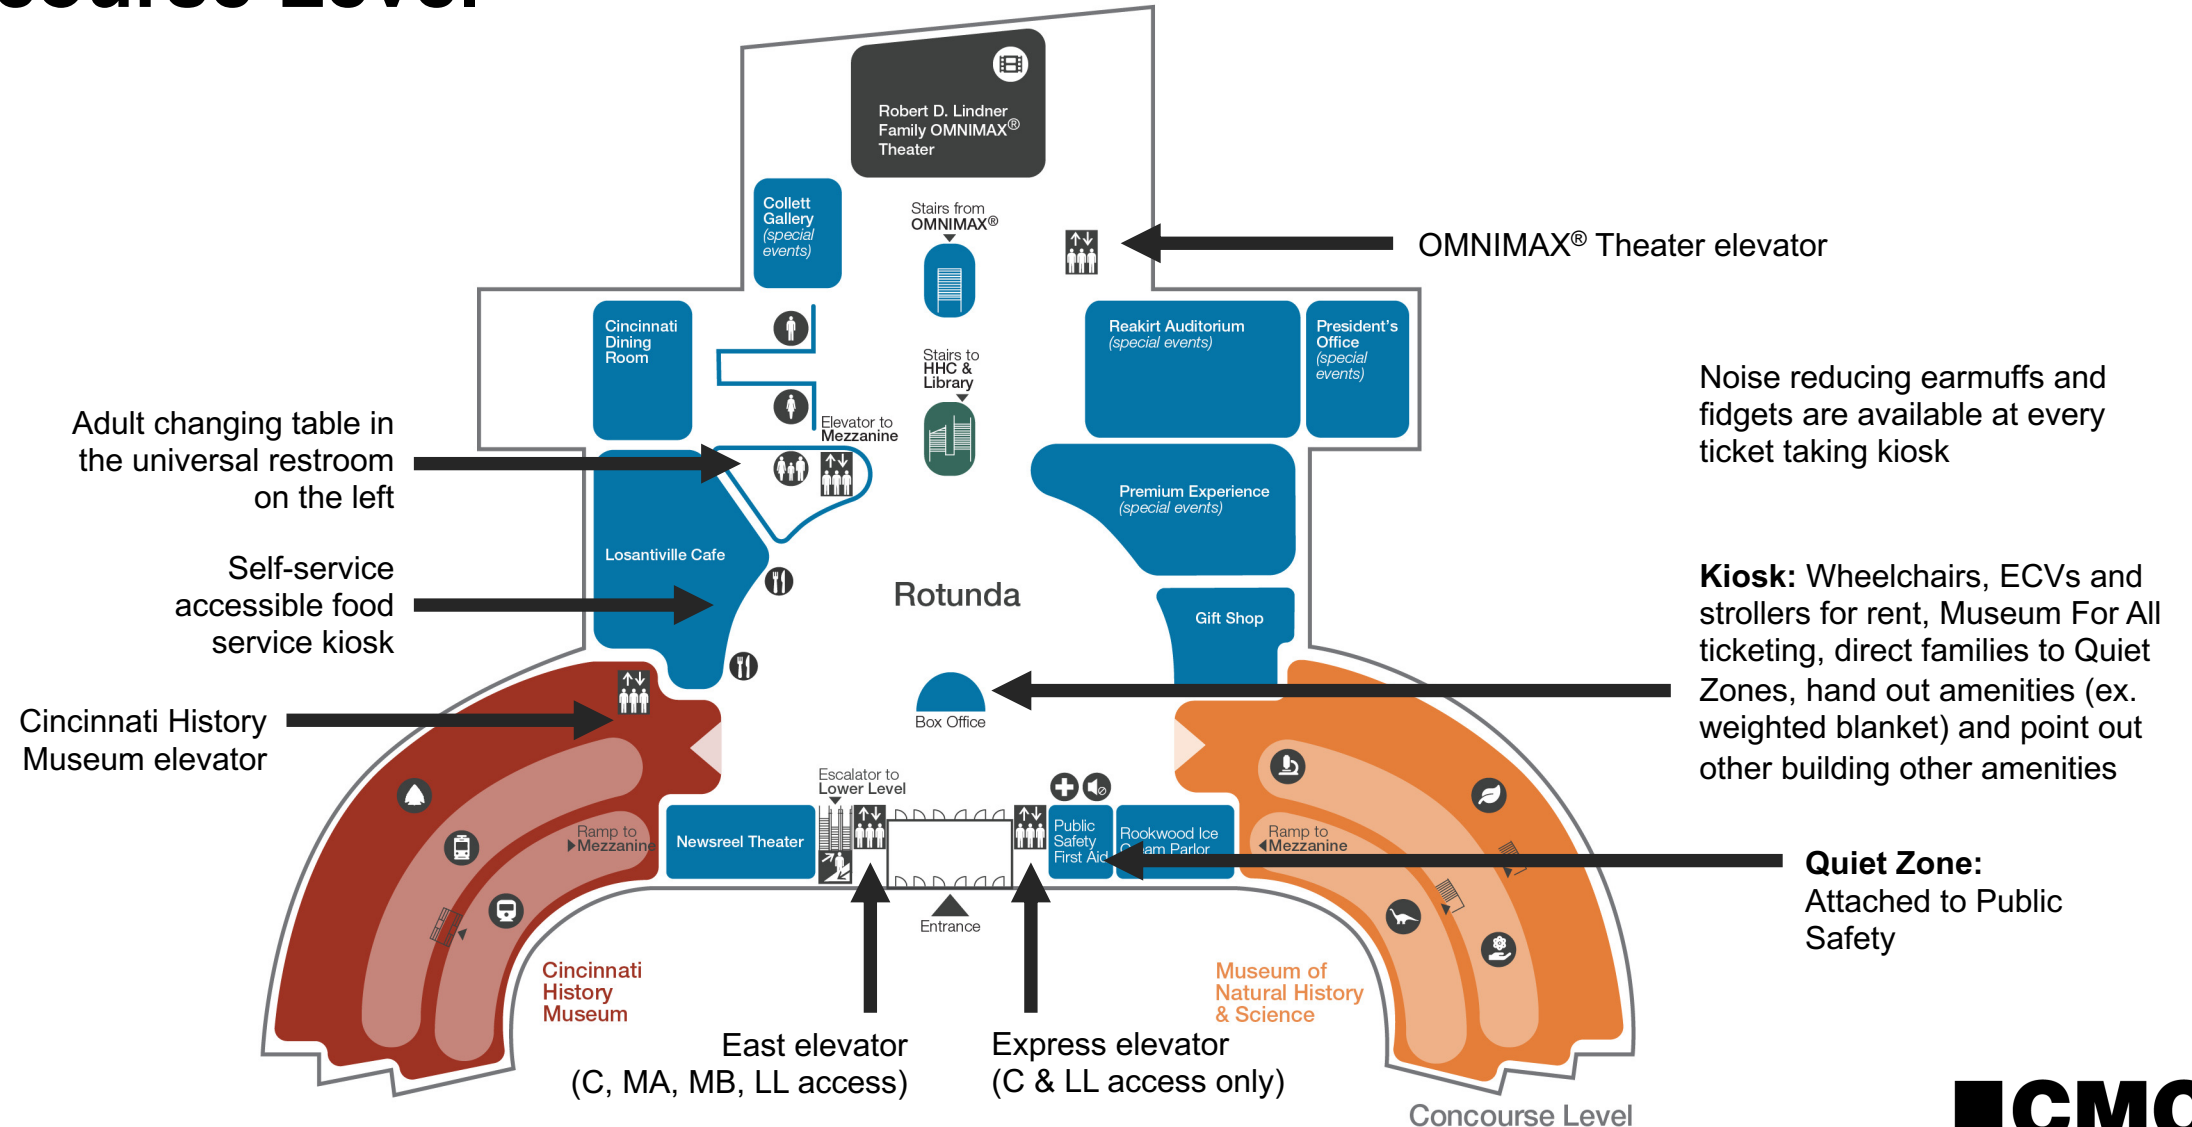 course Level
Robert D. Lindner
Family OMNIMAX®
Theater
Collett
Gallery
(special
events)
Stairs from
OMNIMAX®
OMNIMAX® Theater elevator
Cincinnati
Dining
Room
Stairs to
HHC &
Library
Reakirt Auditorium
(special events)
President's
Office
(special
events)
Noise reducing earmuffs and
fidgets are available at every
ticket taking kiosk
Adult changing table in
the universal restroom
on the left
Elevator to
Mezzanine
Premium Experience
(special events)
Losantiville Cafe
Self-service
accessible food
service kiosk
Rotunda
Gift Shop
Kiosk: Wheelchairs, ECVs and
strollers for rent, Museum For All
ticketing, direct families to Quiet
Zones, hand out amenities (ex.
weighted blanket) and point out
other building other amenities
Cincinnati History
Museum elevator
Box Office
Escalator to
Lower Level
Ramp to
Mezzanine
Newsreel Theater
Public
Safety
First Aid
Rookwood Ice
Cream Parlor
Ramp to
Mezzanine
Quiet Zone:
Attached to Public
Safety
Entrance
Cincinnati
History
Museum
Museum of
Natural History
& Science
East elevator
(C, MA, MB, LL access)
Express elevator
(C & LL access only)
Concourse Level
CMC